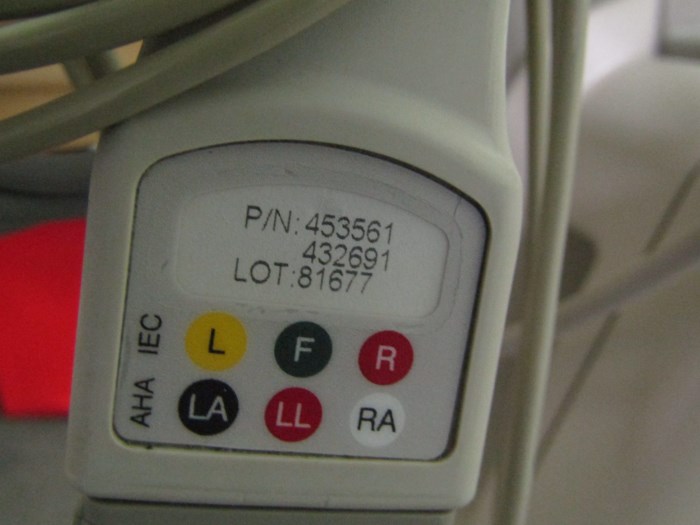 P/N: 453561
432691
LOT:81677
IEC L F R
AHA LA LL RA